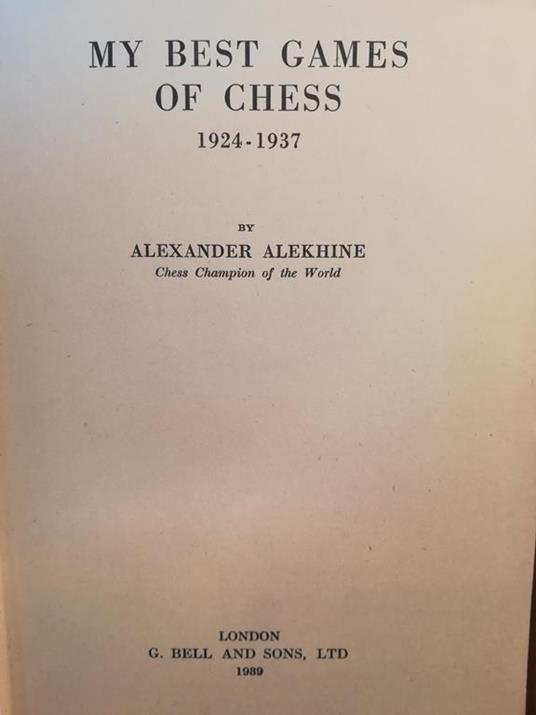 MY BEST GAMES
OF CHESS
1924-1937
BY
ALEXANDER ALEKHINE
Chess Champion of the World
LONDON
G. BELL AND SONS, LTD
1939